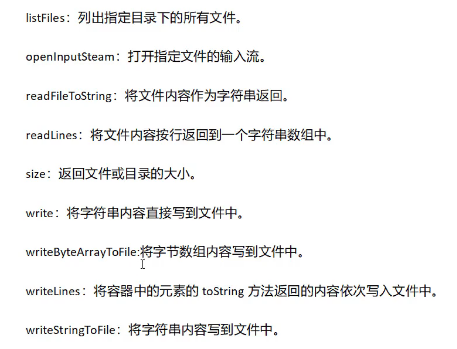 listFiles：列出指定目录下的所有文件。
openInputSteam：打开指定文件的输入流。
readFileToString：将文件内容作为字符串返回。
readLines：将文件内容按行返回到一个字符串数组中。
size：返回文件或目录的大小。
write：将字符串内容直接写到文件中。
writeByteArrayToFile:将字节数组内容写到文件中。
writeLines：将容器中的元素的 toString 方法返回的内容依次写入文件中。
writeStringToFile：将字符串内容写到文件中。